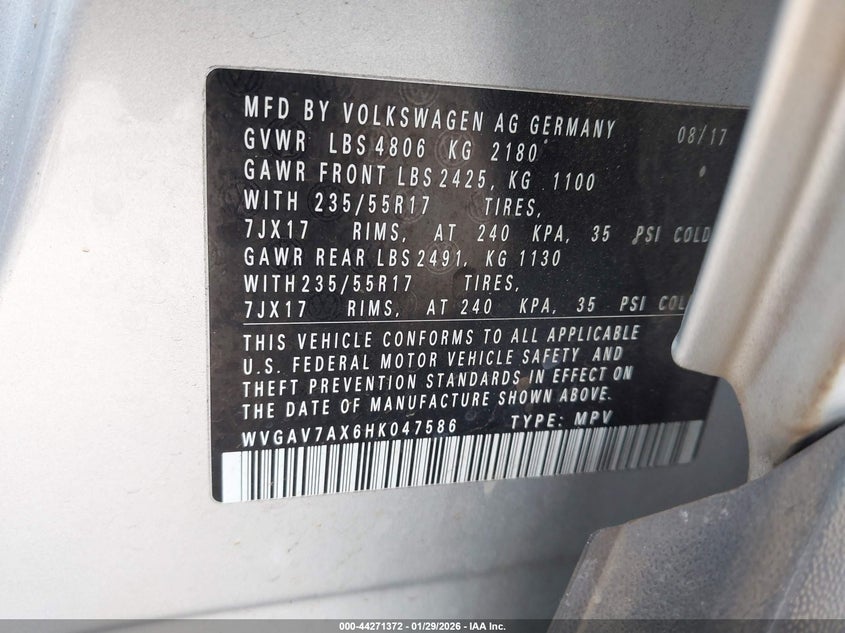 MFD BY VOLKSWAGEN AG GERMANY 08/17
GVWR LBS 4806 KG 2180
GAWR FRONT LBS 2425, KG 1100
WITH 235/55R17 TIRES,
7JX17 RIMS, AT 240 KPA, 35 PSI COLD
GAWR REAR LBS 2491, KG 1130
WITH 235/55R17 TIRES,
7JX17 RIMS, AT 240 KPA, 35 PSI COL
THIS VEHICLE CONFORMS TO ALL APPLICABLE
U.S. FEDERAL MOTOR VEHICLE SAFETY AND
THEFT PREVENTION STANDARDS IN EFFECT ON
THE DATE OF MANUFACTURE SHOWN ABOVE.
WVGAV7AX6HK047586 TYPE: MPV
000-44271372 - 01/29/2026 - IAA Inc.